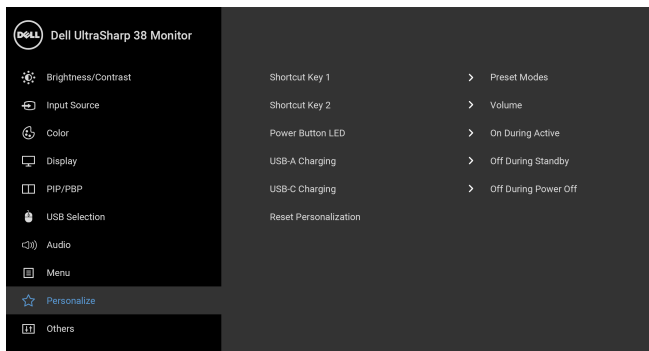 DELL Dell UltraSharp 38 Monitor
Brightness/Contrast
Input Source
Color
Display
PIP/PBP
USB Selection
Audio
Menu
Personalize
Others
Shortcut Key 1 > Preset Modes
Shortcut Key 2 > Volume
Power Button LED > On During Active
USB-A Charging > Off During Standby
USB-C Charging > Off During Power Off
Reset Personalization